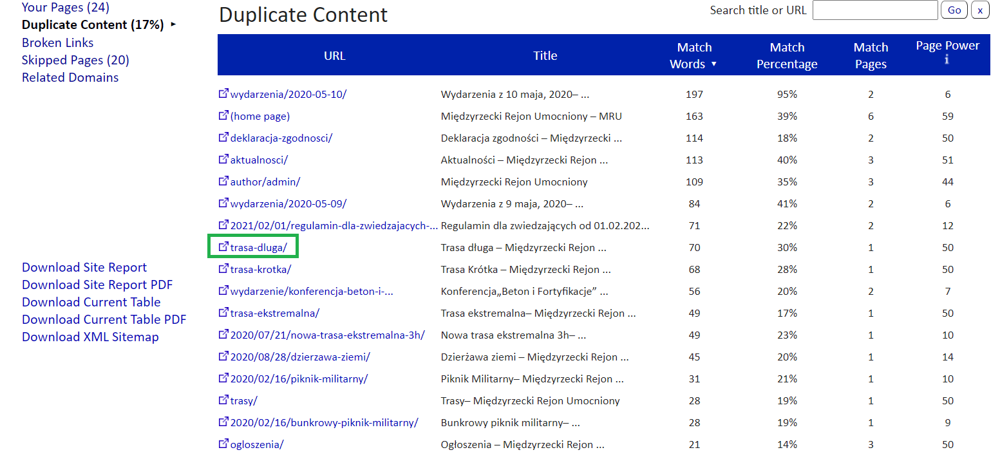 Your Pages (24)
Duplicate Content (17%) ▸
Broken Links
Skipped Pages (20)
Related Domains
Download Site Report
Download Site Report PDF
Download Current Table
Download Current Table PDF
Download XML Sitemap
Duplicate Content
Search title or URL Go x
URL Title Match Words ▼ Match Percentage Match Pages Page Power i
wydarzenia/2020-05-10/ Wydarzenia z 10 maja, 2020– ... 197 95% 2 6
(home page) Międzyrzecki Rejon Umocniony – MRU 163 39% 6 59
deklaracja-zgodnosci/ Deklaracja zgodności – Międzyrzecki ... 114 18% 2 50
aktualnosci/ Aktualności – Międzyrzecki Rejon ... 113 40% 3 51
author/admin/ Międzyrzecki Rejon Umocniony 109 35% 3 44
wydarzenia/2020-05-09/ Wydarzenia z 9 maja, 2020– ... 84 41% 2 6
2021/02/01/regulamin-dla-zwiedzajacych-... Regulamin dla zwiedzających od 01.02.202... 71 22% 2 12
trasa-dluga/ Trasa długa – Międzyrzecki Rejon ... 70 30% 1 50
trasa-krotka/ Trasa Krótka – Międzyrzecki Rejon ... 68 28% 1 50
wydarzenie/konferencja-beton-i-... Konferencja„Beton i Fortyfikacje” ... 56 20% 2 7
trasa-ekstremalna/ Trasa ekstremalna– Międzyrzecki Rejon ... 49 17% 1 50
2020/07/21/nowa-trasa-ekstremalna-3h/ Nowa trasa ekstremalna 3h– ... 49 23% 1 10
2020/08/28/dzierzawa-ziemi/ Dzierżawa ziemi – Międzyrzecki Rejon ... 45 20% 1 14
2020/02/16/piknik-militarny/ Piknik Militarny– Międzyrzecki Rejon ... 31 21% 1 10
trasy/ Trasy– Międzyrzecki Rejon Umocniony 28 19% 1 50
2020/02/16/bunkrowy-piknik-militarny/ Bunkrowy piknik militarny– ... 28 19% 1 9
ogloszenia/ Ogłoszenia – Międzyrzecki Rejon ... 21 14% 3 50